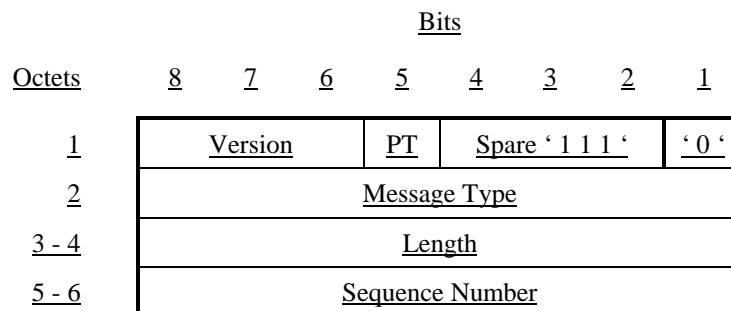 Bits
Octets 8 7 6 5 4 3 2 1
1 Version PT Spare ‘ 1 1 1 ‘ ‘ 0 ‘
2 Message Type
3 - 4 Length
5 - 6 Sequence Number